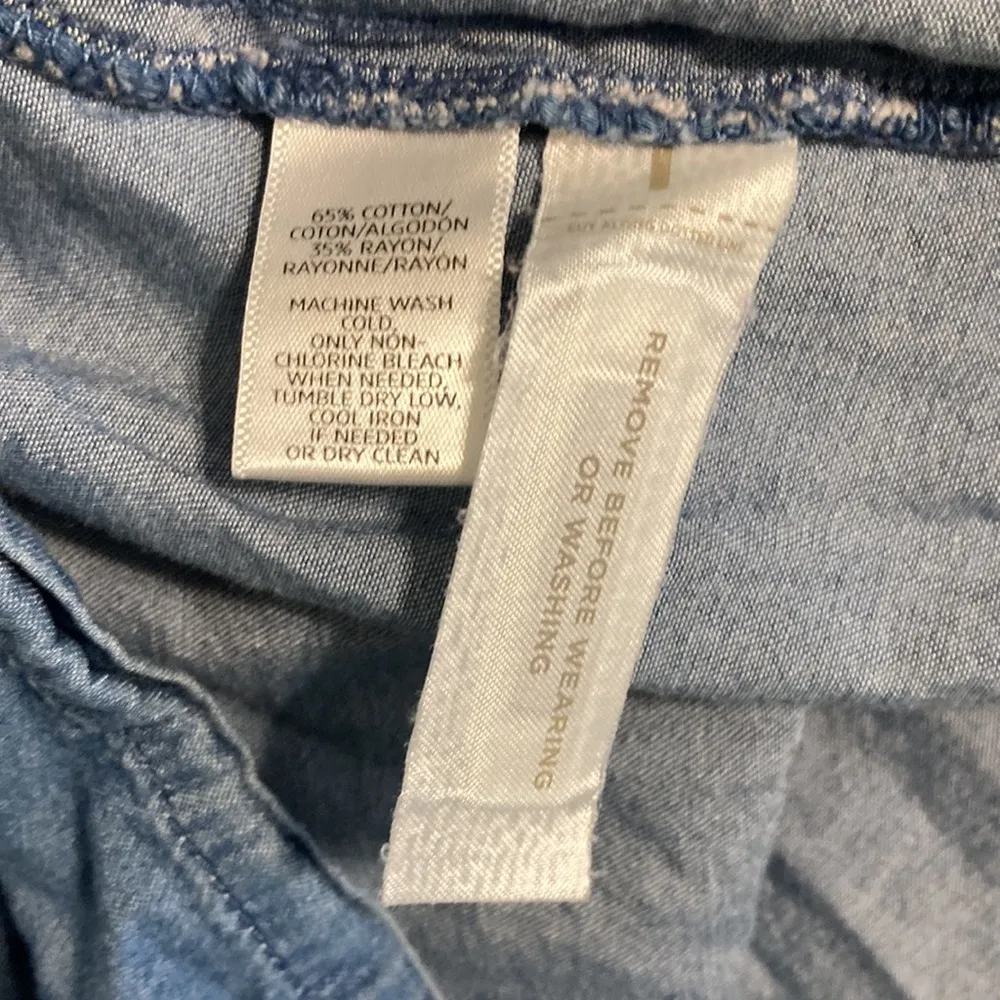 65% COTTON/
COTON/ALGODÓN
35% RAYON/
RAYONNE/RAYÓN
MACHINE WASH
COLD,
ONLY NON-
CHLORINE BLEACH
WHEN NEEDED,
TUMBLE DRY LOW,
COOL IRON
IF NEEDED
OR DRY CLEAN
REMOVE BEFORE WEARING
OR WASHING